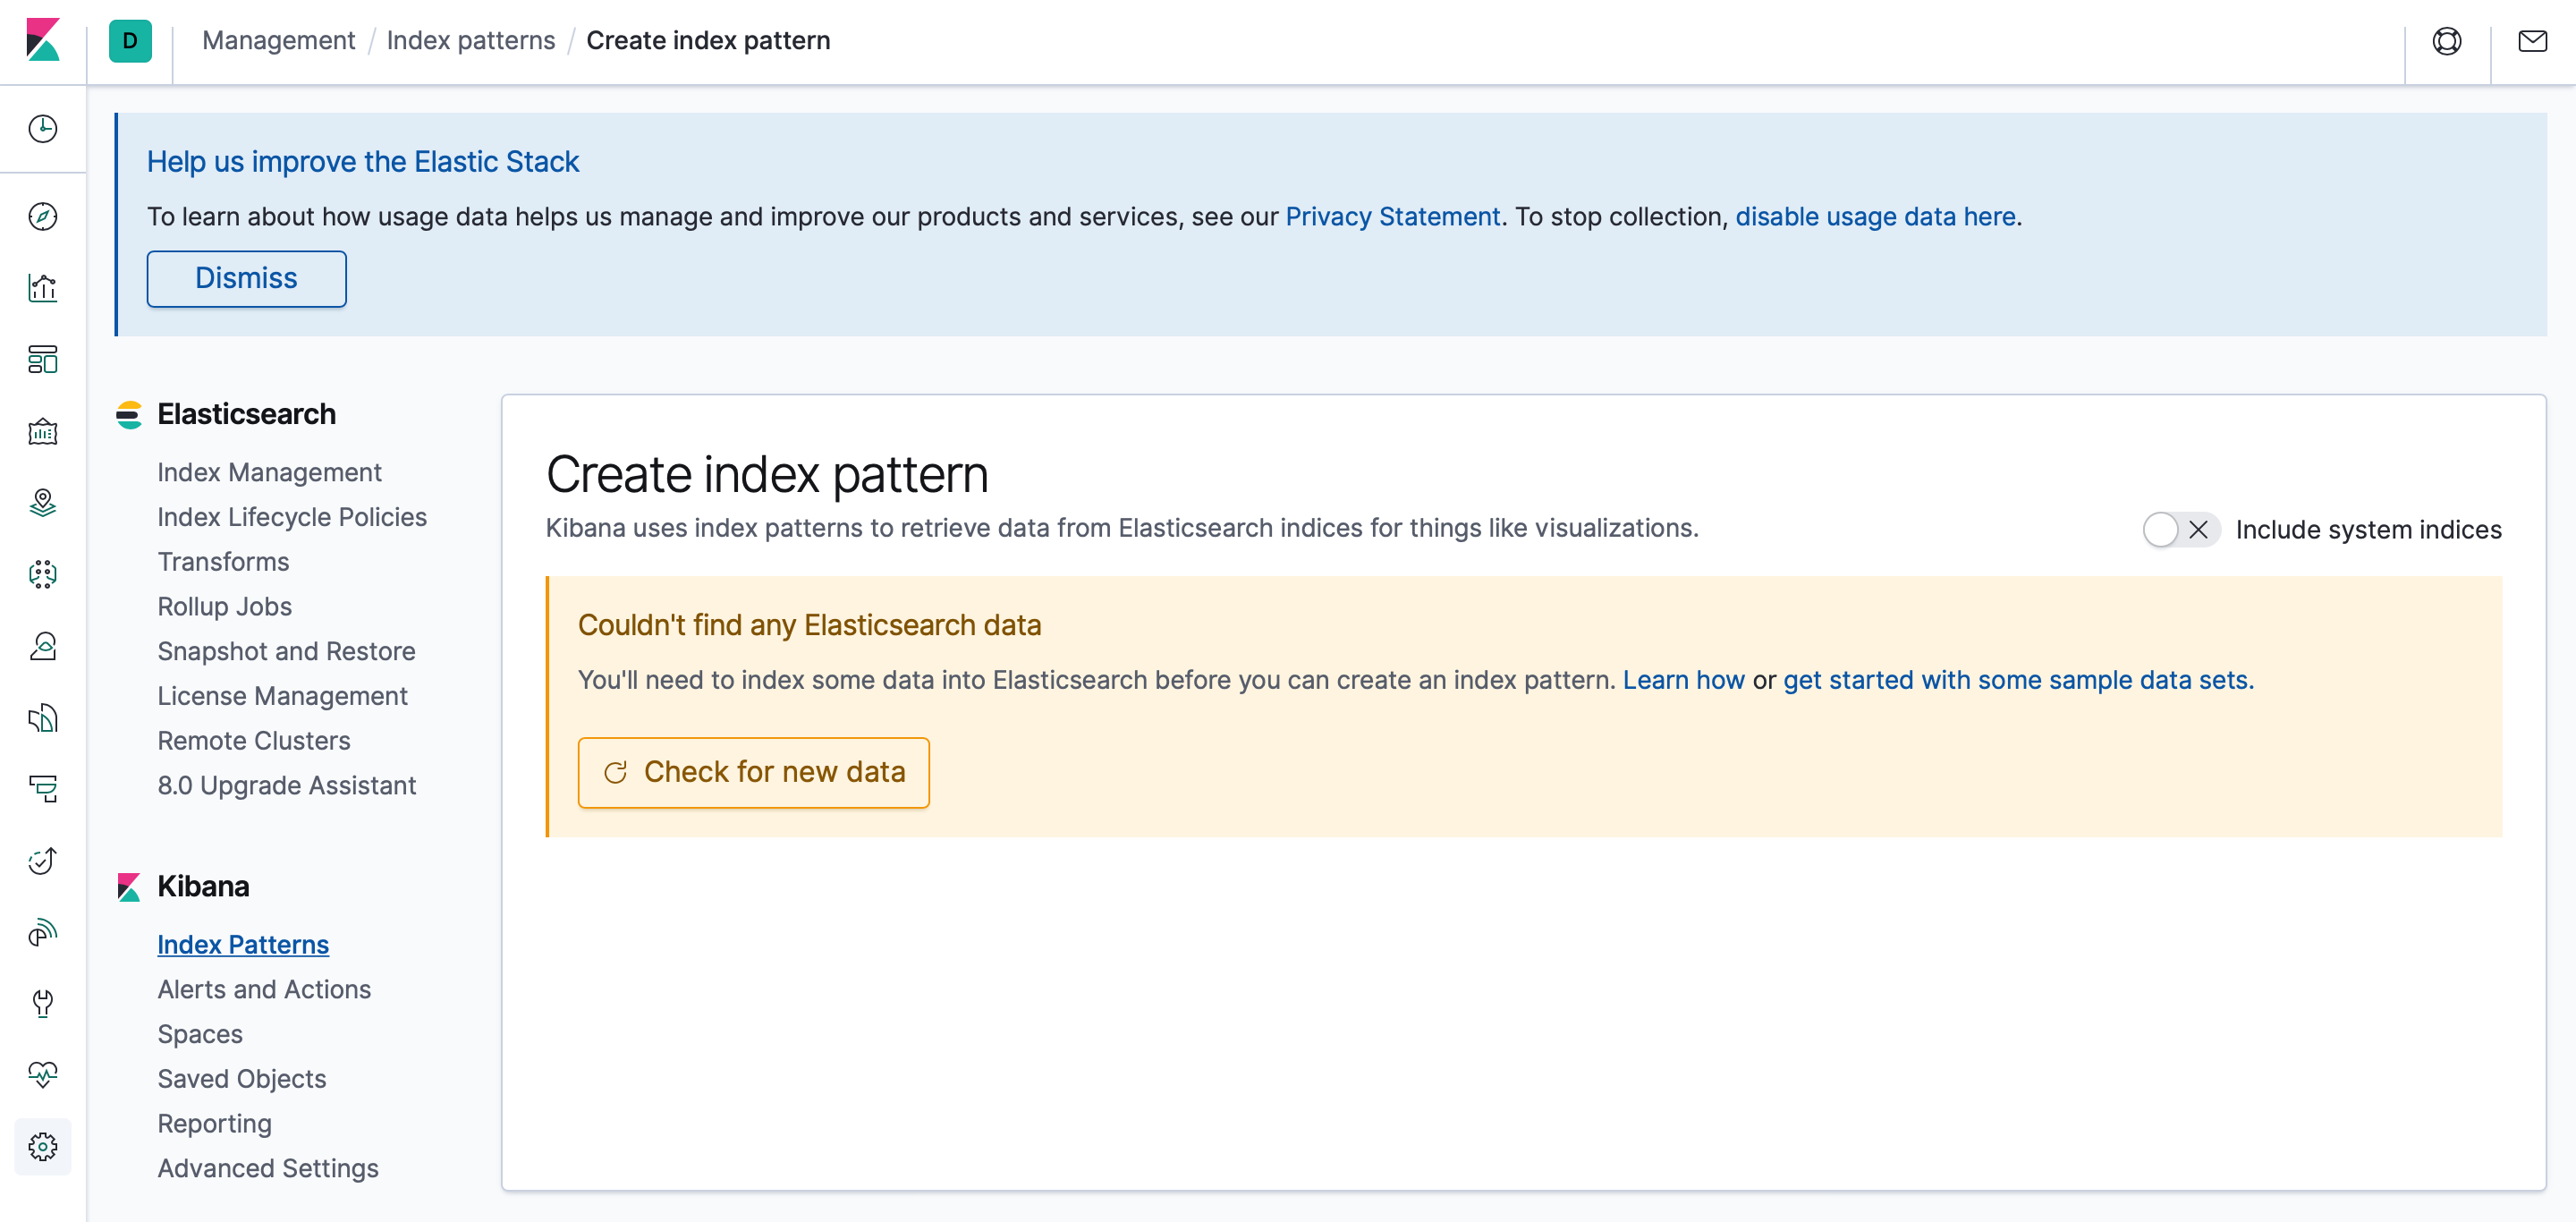 D
Management / Index patterns / Create index pattern
Help us improve the Elastic Stack
To learn about how usage data helps us manage and improve our products and services, see our Privacy Statement. To stop collection, disable usage data here.
Dismiss
Elasticsearch
Index Management
Index Lifecycle Policies
Transforms
Rollup Jobs
Snapshot and Restore
License Management
Remote Clusters
8.0 Upgrade Assistant
Kibana
Index Patterns
Alerts and Actions
Spaces
Saved Objects
Reporting
Advanced Settings
Create index pattern
Kibana uses index patterns to retrieve data from Elasticsearch indices for things like visualizations.
Include system indices
Couldn't find any Elasticsearch data
You'll need to index some data into Elasticsearch before you can create an index pattern. Learn how or get started with some sample data sets.
Check for new data